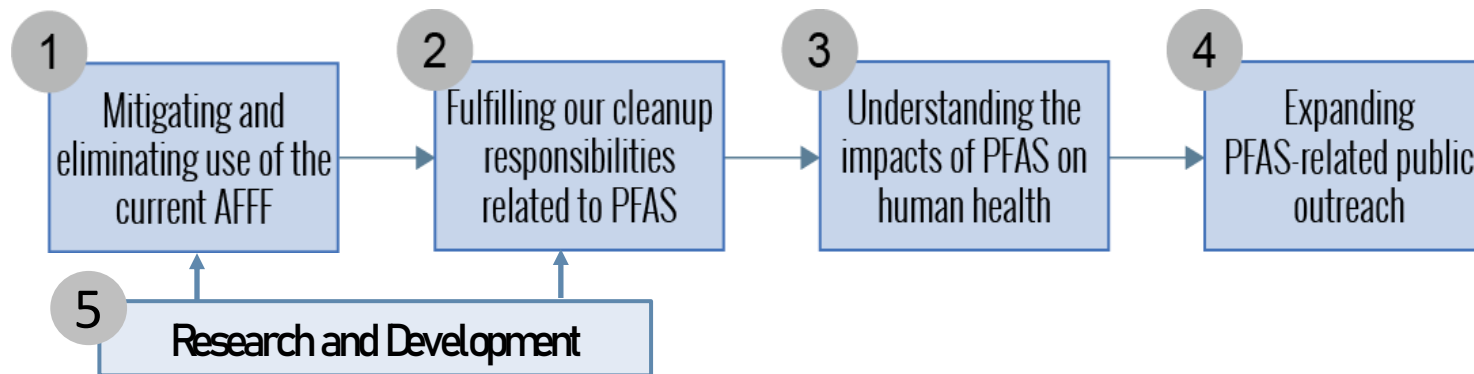 1
Mitigating and
eliminating use of the
current AFFF
2
Fulfilling our cleanup
responsibilities
related to PFAS
3
Understanding the
impacts of PFAS on
human health
4
Expanding
PFAS-related public
outreach
5
Research and Development